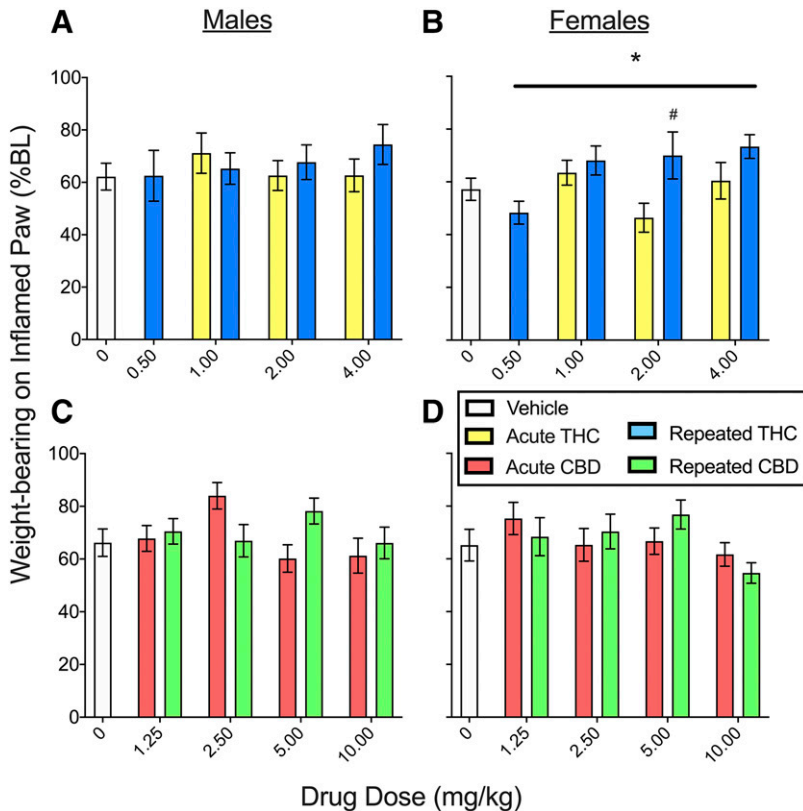 A
Males
B
Females
*
#
100
80
60
40
20
0
0
0.50
1.00
2.00
4.00
0
0.50
1.00
2.00
4.00
Weight-bearing on Inflamed Paw (%BL)
C
D
Vehicle
Acute THC
Repeated THC
Acute CBD
Repeated CBD
100
80
60
40
20
0
0
1.25
2.50
5.00
10.00
0
1.25
2.50
5.00
10.00
Drug Dose (mg/kg)